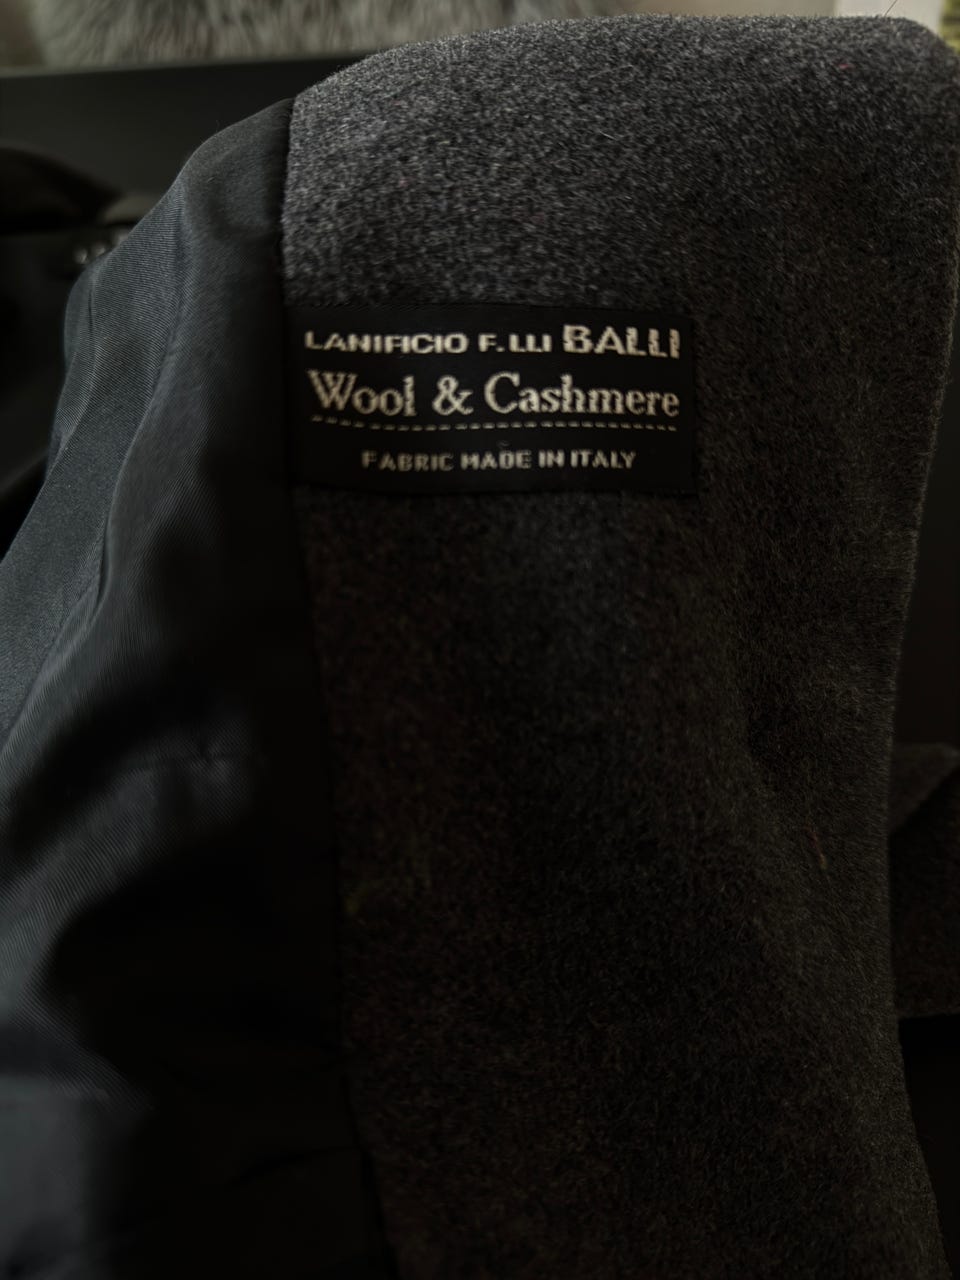 LANIFICIO F.LLI BALLI
Wool & Cashmere
FABRIC MADE IN ITALY